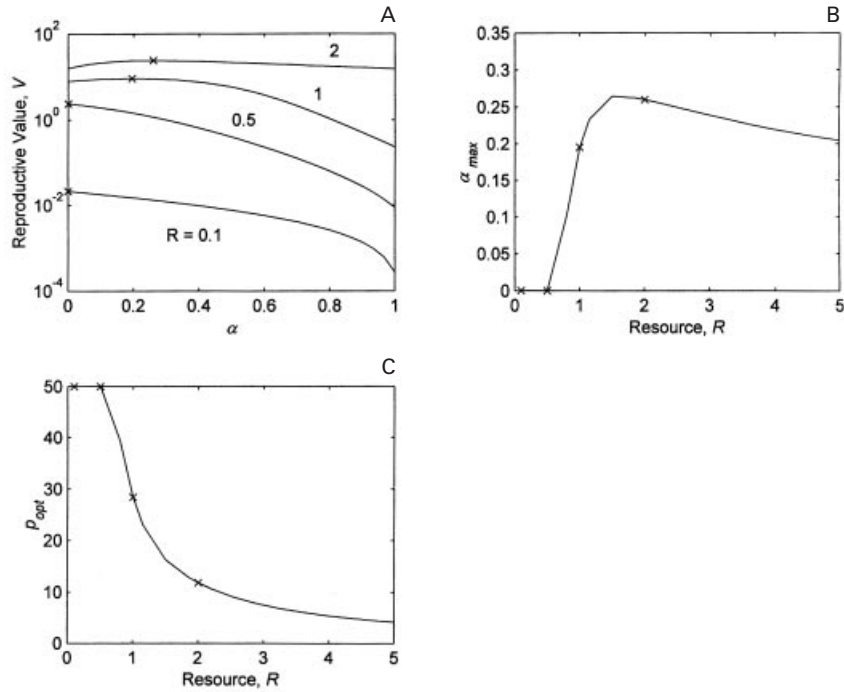 A
Reproductive Value, V
10^2
10^0
10^-2
10^-4
2
1
0.5
R = 0.1
0 0.2 0.4 0.6 0.8 1
α
B
α max
0.35
0.3
0.25
0.2
0.15
0.1
0.05
0
0 1 2 3 4 5
Resource, R
C
p opt
50
40
30
20
10
0
0 1 2 3 4 5
Resource, R